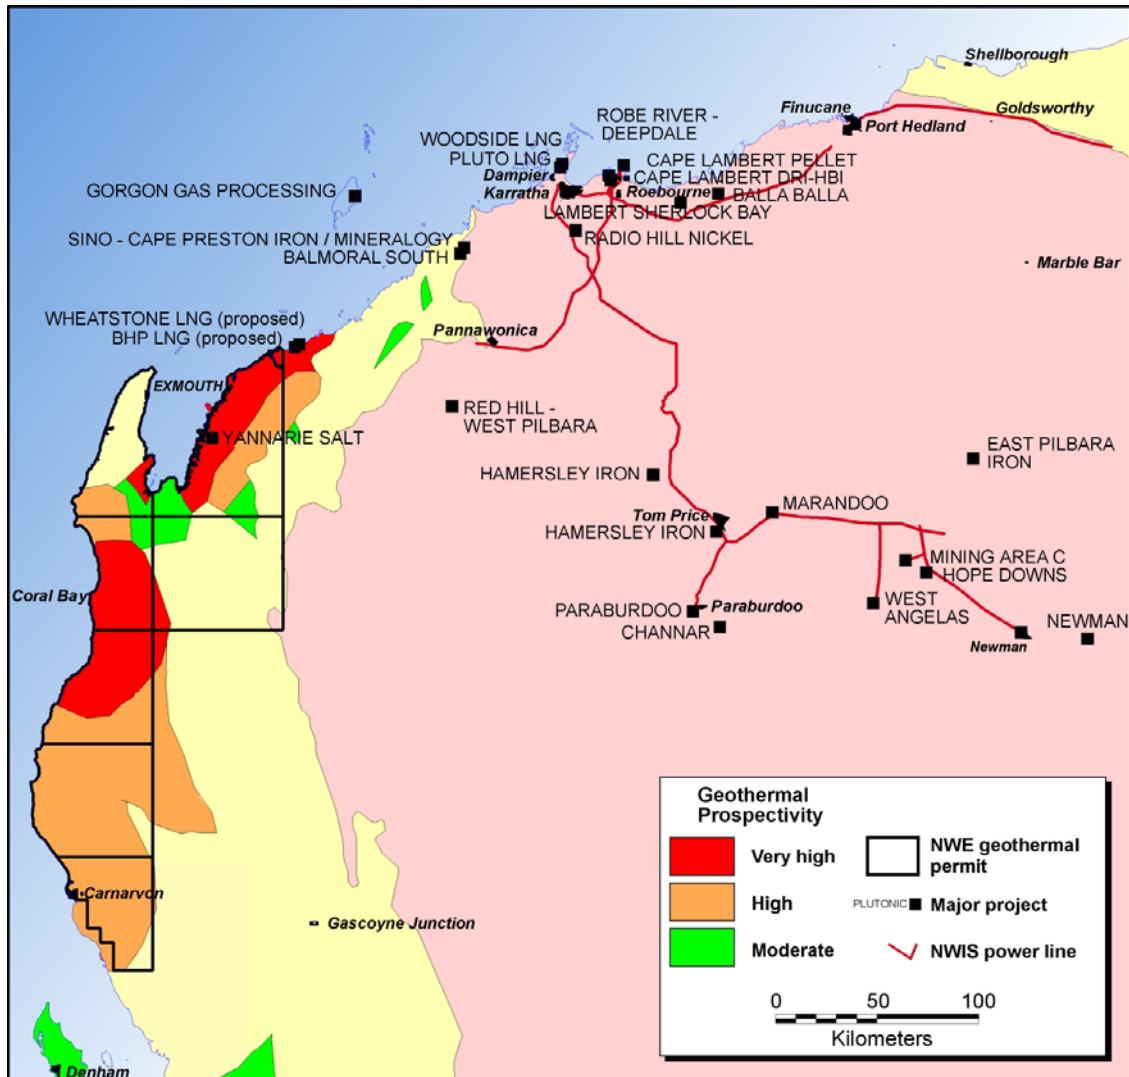 Shellborough
Finucane
Goldsworthy
Port Hedland
ROBE RIVER -
DEEPDALE
WOODSIDE LNG
PLUTO LNG
CAPE LAMBERT PELLET
Dampier
CAPE LAMBERT DRI-HBI
GORGON GAS PROCESSING
Karratha
Roebourne
BALLA BALLA
LAMBERT SHERLOCK BAY
SINO - CAPE PRESTON IRON / MINERALOGY
RADIO HILL NICKEL
BALMORAL SOUTH
Marble Bar
WHEATSTONE LNG (proposed)
Pannawonica
BHP LNG (proposed)
EXMOUTH
RED HILL -
WEST PILBARA
YANNARIE SALT
EAST PILBARA
IRON
HAMERSLEY IRON
MARANDOO
Tom Price
HAMERSLEY IRON
MINING AREA C
HOPE DOWNS
Coral Bay
WEST
ANGELAS
PARABURDOO
Paraburdoo
CHANNAR
NEWMAN
Newman
Carnarvon
Gascoyne Junction
Denham
Geothermal
Prospectivity
Very high
High
Moderate
NWE geothermal
permit
PLUTONIC
Major project
NWIS power line
0 50 100
Kilometers